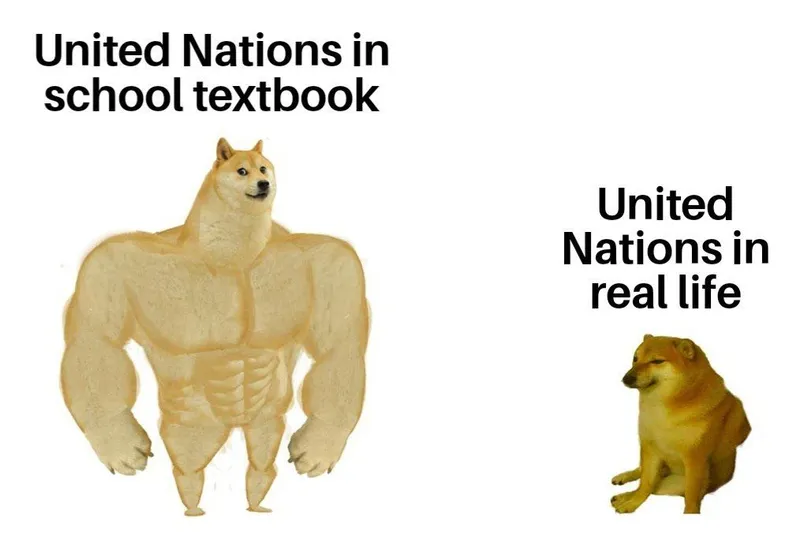 United Nations in
school textbook
United
Nations in
real life